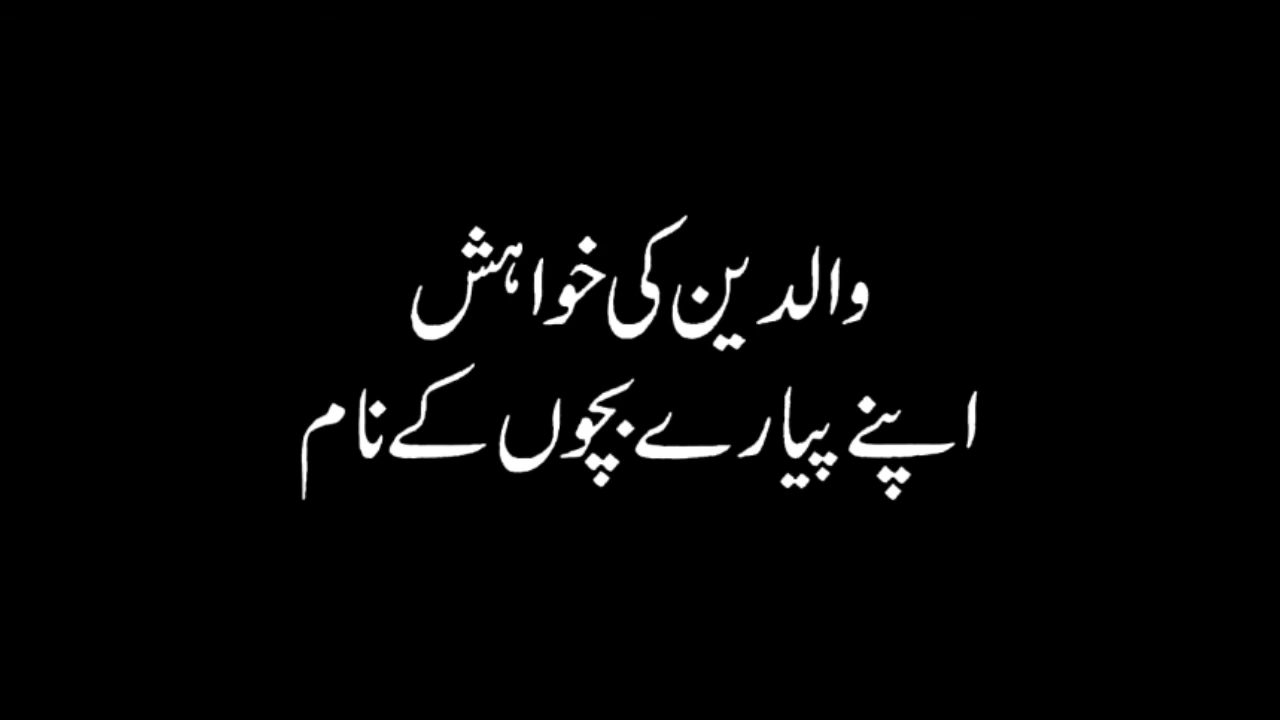 والدین کی خواہش
اپنے پیارے بچوں کے نام